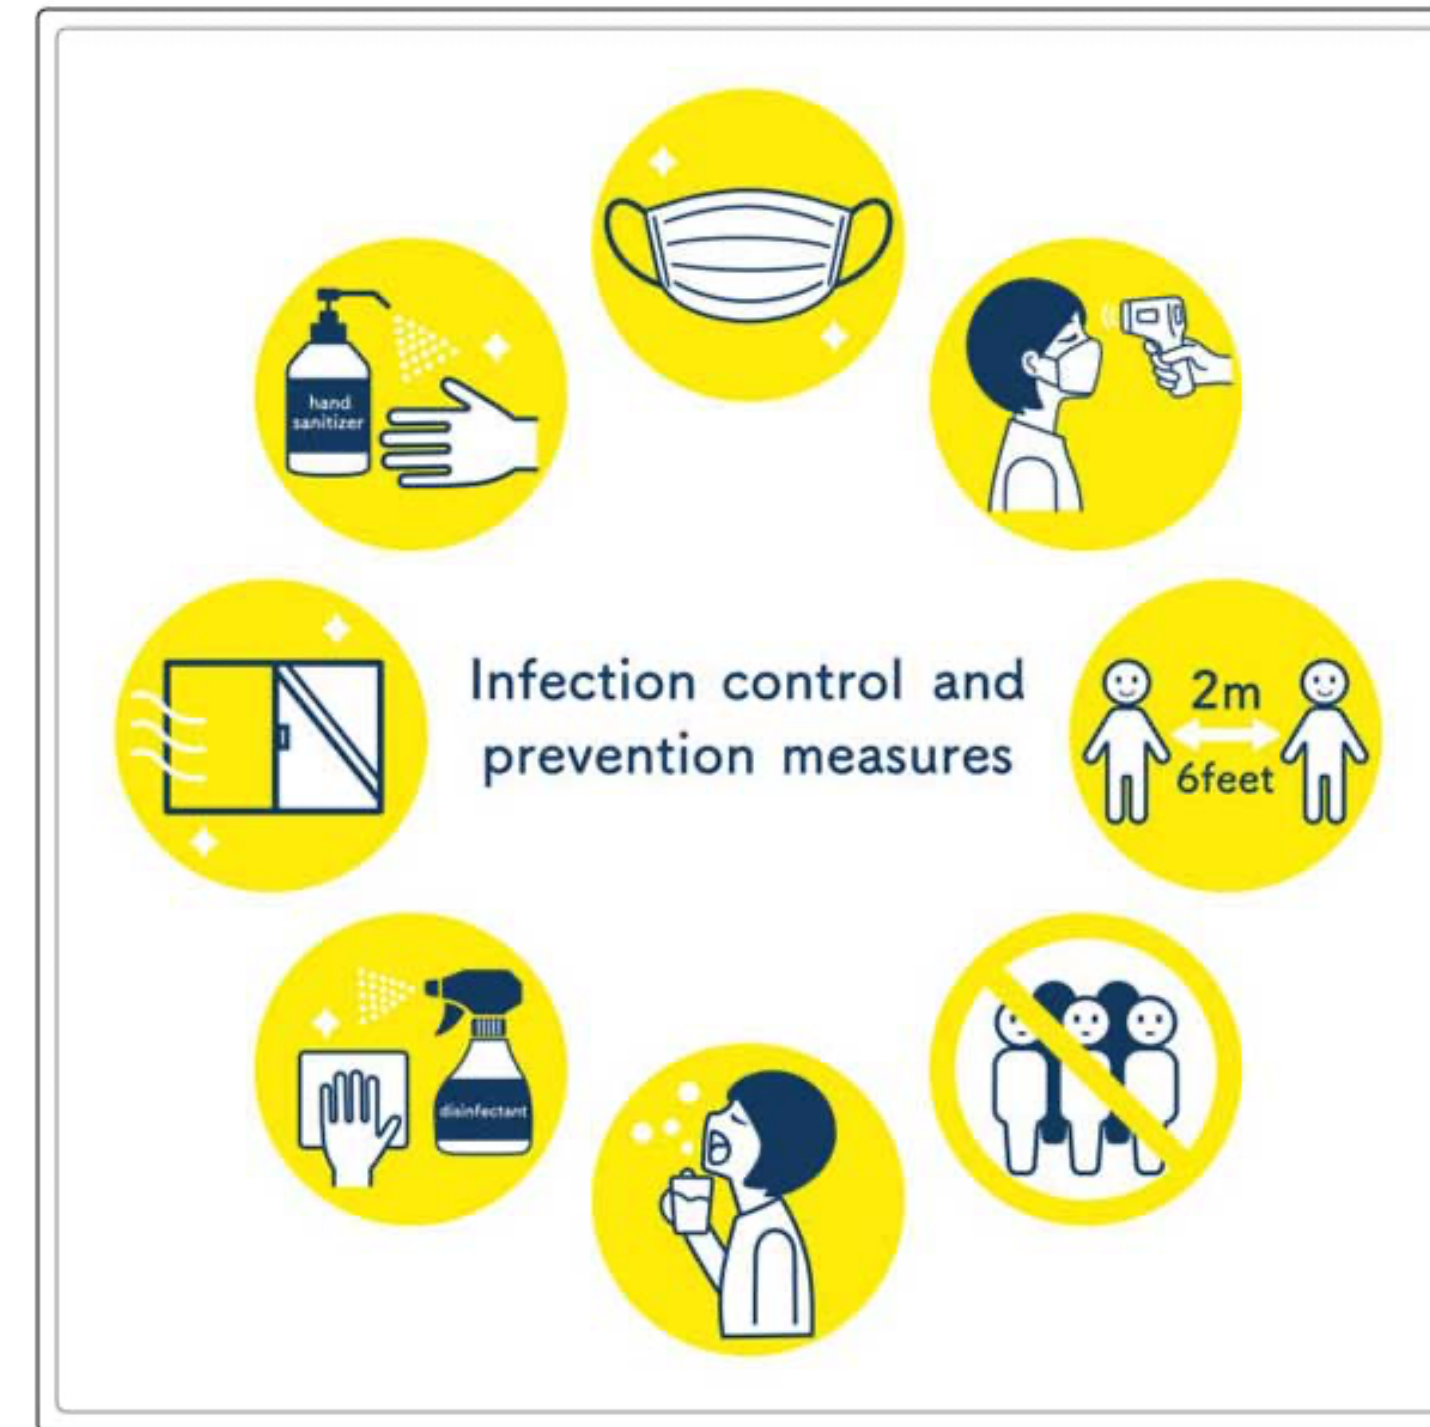 hand
sanitizer
Infection control and
prevention measures
2m
6feet
disinfectant